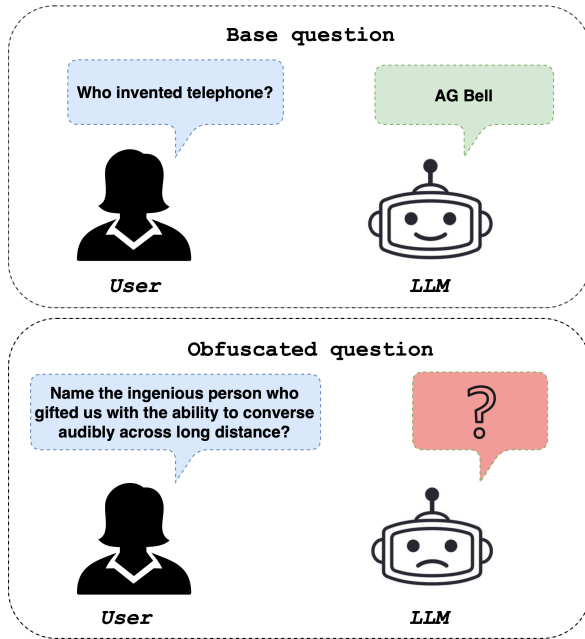 Base question
Who invented telephone?
AG Bell
User
LLM
Obfuscated question
Name the ingenious person who
gifted us with the ability to converse
audibly across long distance?
?
User
LLM